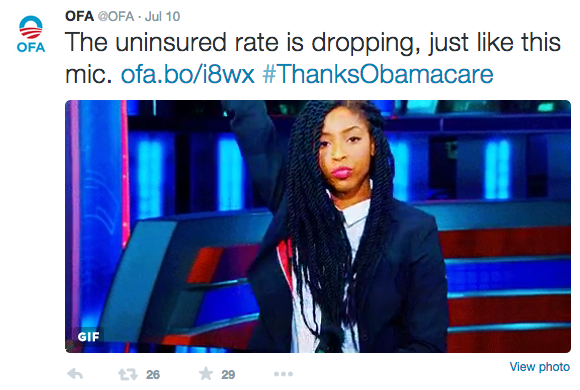 OFA @OFA · Jul 10
The uninsured rate is dropping, just like this
mic. ofa.bo/i8wx #ThanksObamacare
OFA
GIF
View photo
26 29